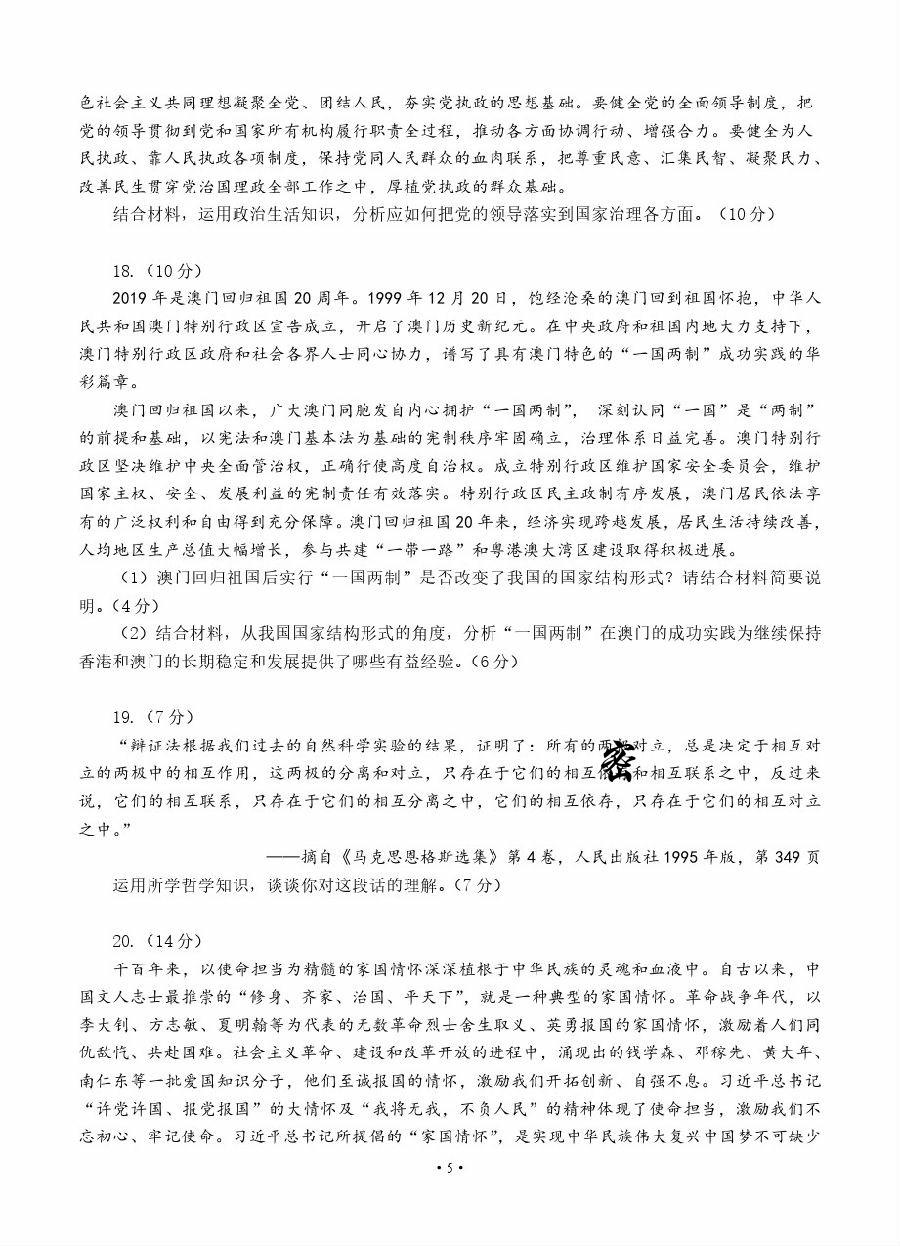 色社会主义共同理想凝聚全党、团结人民，夯实党执政的思想基础。要健全党的全面领导制度，把
党的领导贯彻到党和国家所有机构履行职责全过程，推动各方面协调行动、增强合力。要健全为人
民执政、靠人民执政各项制度，保持党同人民群众的血肉联系，把尊重民意、汇集民智、凝聚民力、
改善民生贯穿党治国理政全部工作之中，厚植党执政的群众基础。
结合材料，运用政治生活知识，分析应如何把党的领导落实到国家治理各方面。（10分）
18.（10分）
2019年是澳门回归祖国20周年。1999年12月20日，饱经沧桑的澳门回到祖国怀抱，中华人
民共和国澳门特别行政区宣告成立，开启了澳门历史新纪元。在中央政府和祖国内地大力支持下，
澳门特别行政区政府和社会各界人士同心协力，谱写了具有澳门特色的“一国两制”成功实践的华
彩篇章。
澳门回归祖国以来，广大澳门同胞发自内心拥护“一国两制”， 深刻认同“一国”是“两制”
的前提和基础，以宪法和澳门基本法为基础的宪制秩序牢固确立，治理体系日益完善。澳门特别行
政区坚决维护中央全面管治权，正确行使高度自治权。成立特别行政区维护国家安全委员会，维护
国家主权、安全、发展利益的宪制责任有效落实。特别行政区民主政制有序发展，澳门居民依法享
有的广泛权利和自由得到充分保障。澳门回归祖国20年来，经济实现跨越发展，居民生活持续改善，
人均地区生产总值大幅增长，参与共建“一带一路”和粤港澳大湾区建设取得积极进展。
（1）澳门回归祖国后实行“一国两制”是否改变了我国的国家结构形式？请结合材料简要说
明。（4分）
（2）结合材料，从我国国家结构形式的角度，分析“一国两制”在澳门的成功实践为继续保持
香港和澳门的长期稳定和发展提供了哪些有益经验。（6分）
19.（7分）
“辩证法根据我们过去的自然科学实验的结果，证明了：所有的两极对立，总是决定于相互对
立的两极中的相互作用，这两极的分离和对立，只存在于它们的相互依存和相互联系之中，反过来
说，它们的相互联系，只存在于它们的相互分离之中，它们的相互依存，只存在于它们的相互对立
之中。”
密
——摘自《马克思恩格斯选集》第4卷，人民出版社1995年版，第349页
运用所学哲学知识，谈谈你对这段话的理解。（7分）
20.（14分）
千百年来，以使命担当为精髓的家国情怀深深植根于中华民族的灵魂和血液中。自古以来，中
国文人志士最推崇的“修身、齐家、治国、平天下”，就是一种典型的家国情怀。革命战争年代，以
李大钊、方志敏、夏明翰等为代表的无数革命烈士舍生取义、英勇报国的家国情怀，激励着人们同
仇敌忾、共赴国难。社会主义革命、建设和改革开放的进程中，涌现出的钱学森、邓稼先、黄大年、
南仁东等一批爱国知识分子，他们至诚报国的情怀，激励我们开拓创新、自强不息。习近平总书记
“许党许国、报党报国”的大情怀及“我将无我，不负人民”的精神体现了使命担当，激励我们不
忘初心、牢记使命。习近平总书记所提倡的“家国情怀”，是实现中华民族伟大复兴中国梦不可缺少
·5·